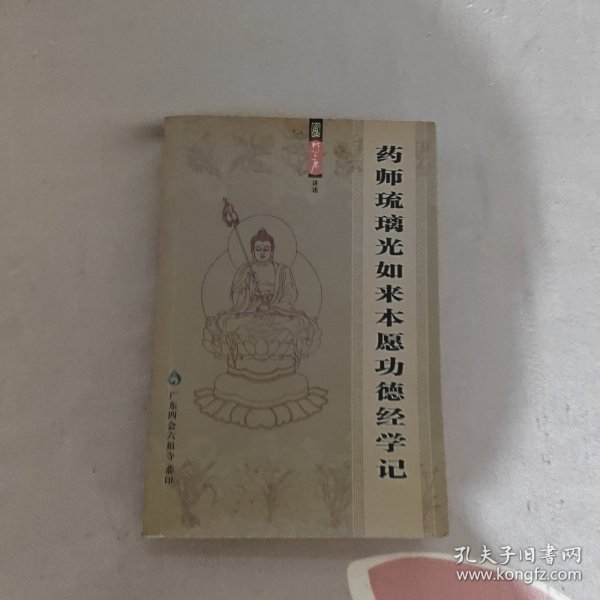 药师琉璃光如来本愿功德经学记
讲述
广东四会六祖寺 恭印
孔夫子旧书网
www.kongfz.com